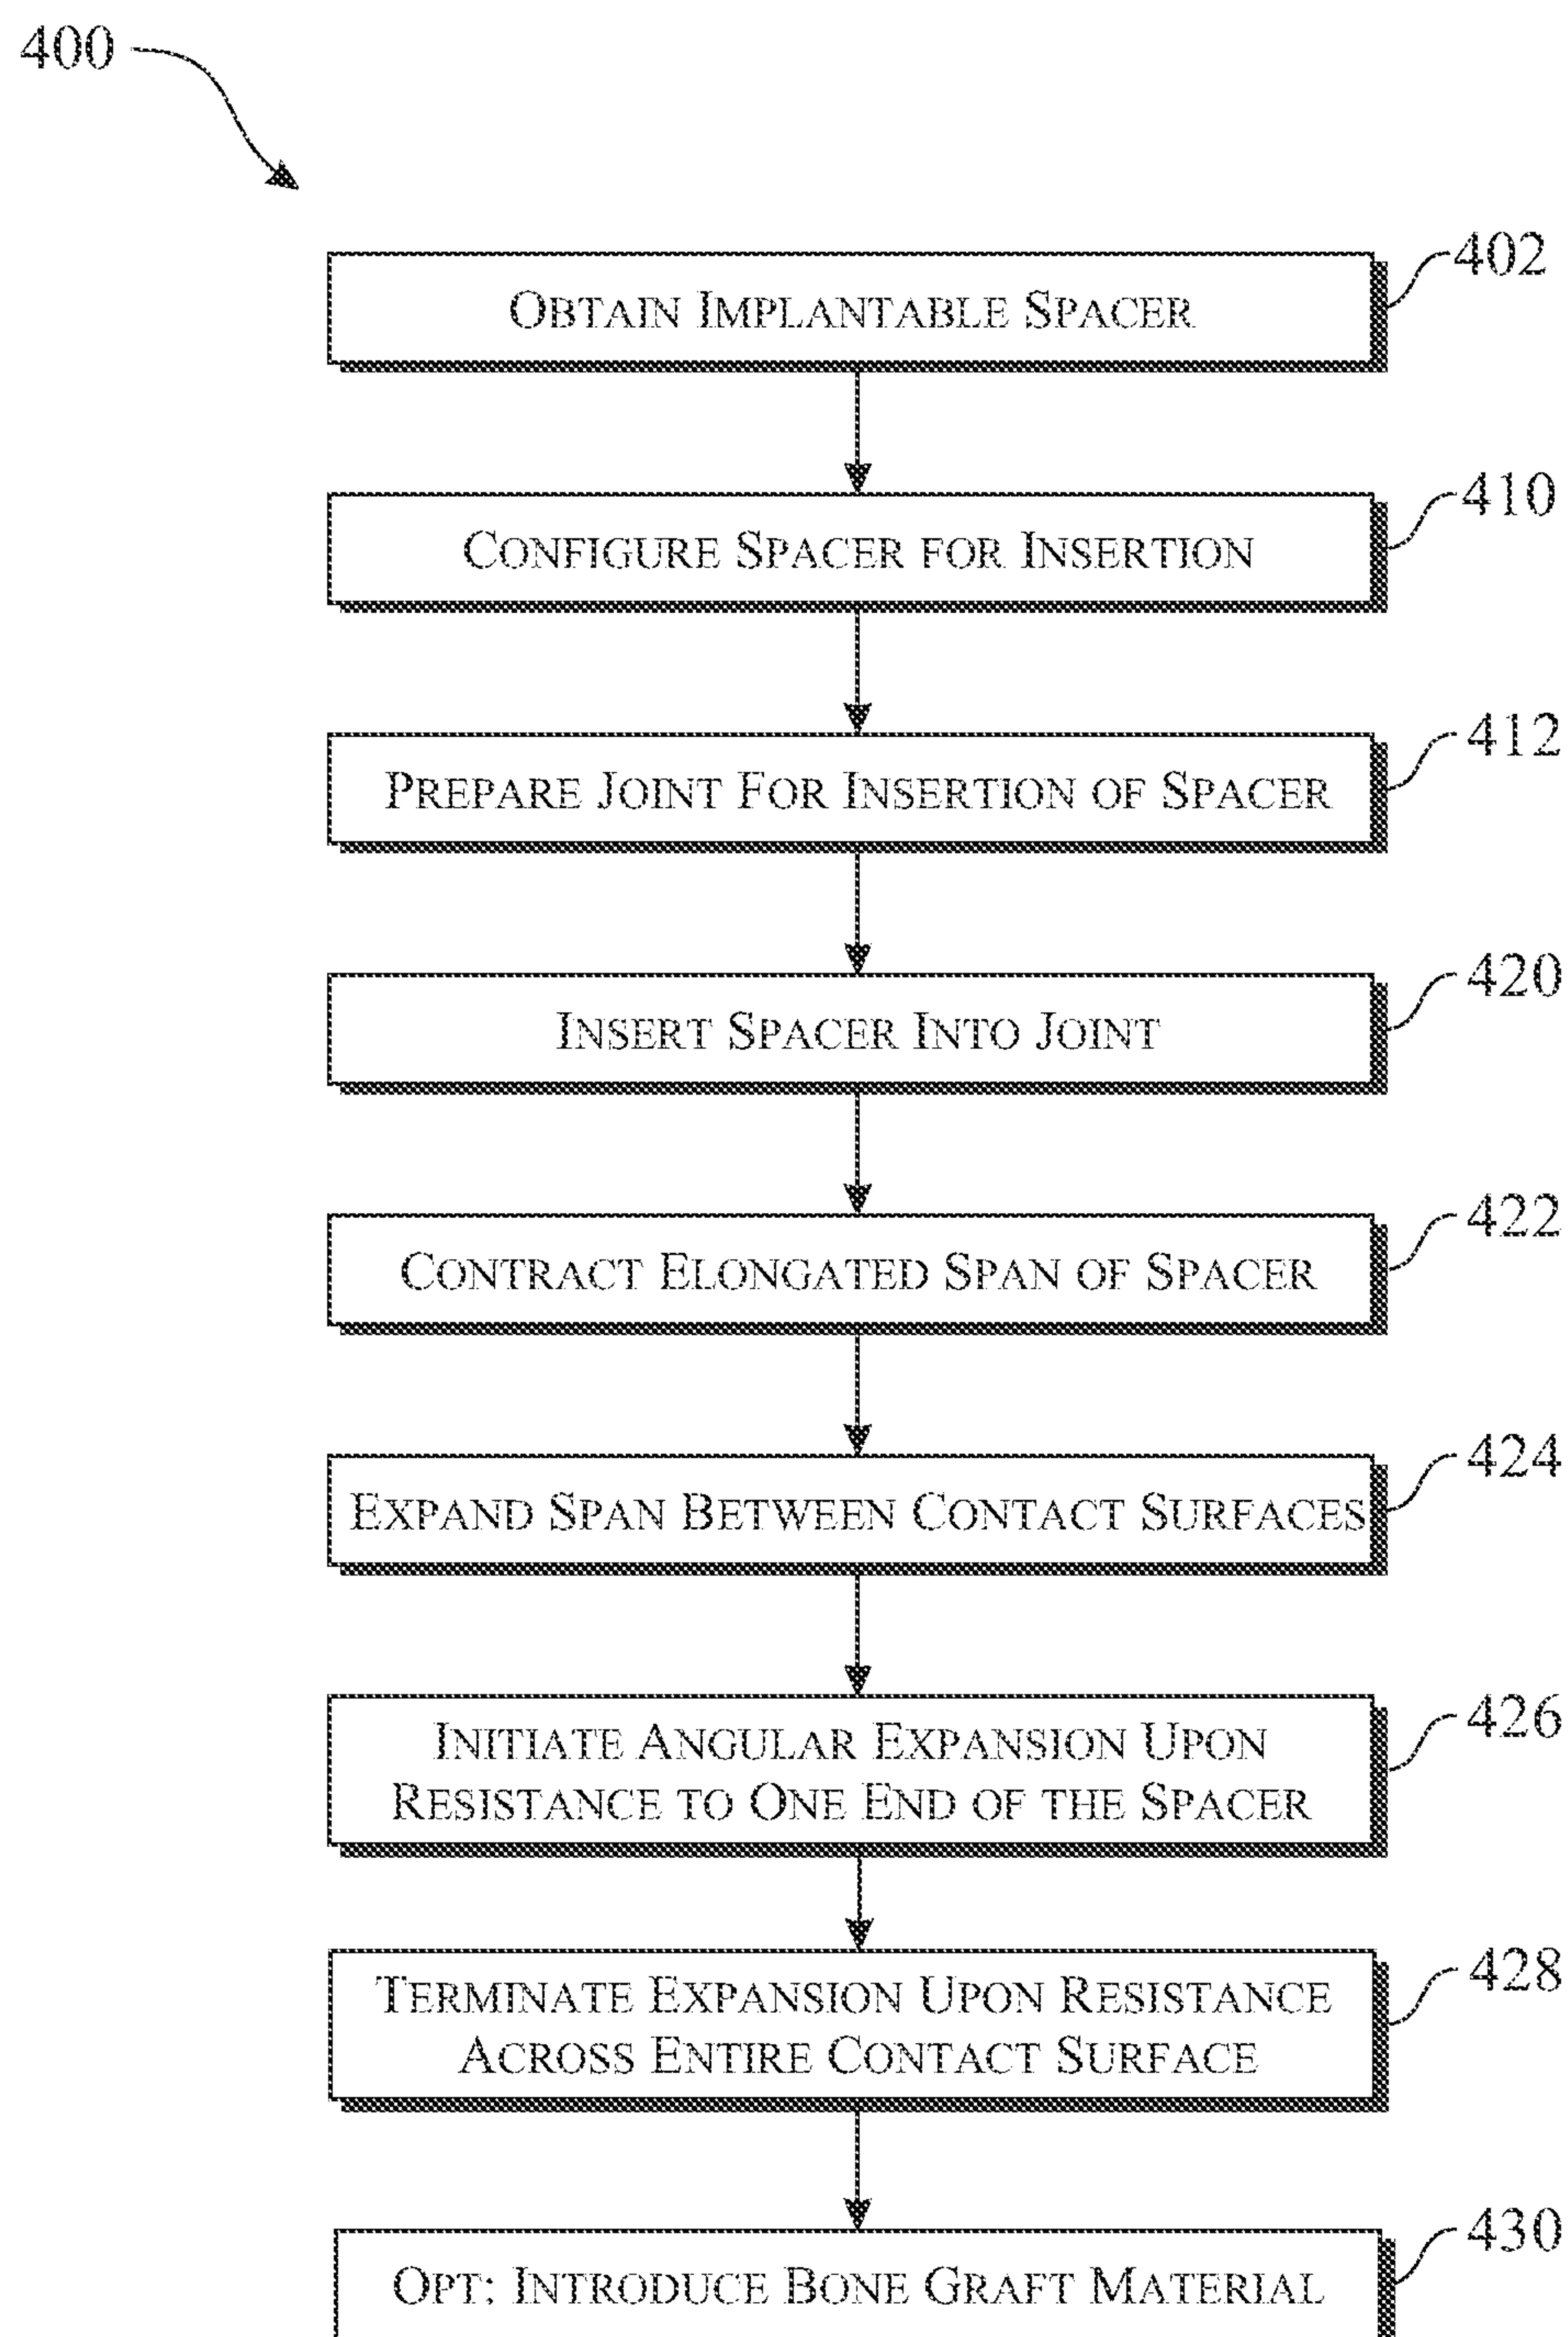 400
OBTAIN IMPLANTABLE SPACER
402
CONFIGURE SPACER FOR INSERTION
410
PREPARE JOINT FOR INSERTION OF SPACER
412
INSERT SPACER INTO JOINT
420
CONTRACT ELONGATED SPAN OF SPACER
422
EXPAND SPAN BETWEEN CONTACT SURFACES
424
INITIATE ANGULAR EXPANSION UPON
RESISTANCE TO ONE END OF THE SPACER
426
TERMINATE EXPANSION UPON RESISTANCE
ACROSS ENTIRE CONTACT SURFACE
428
OPT: INTRODUCE BONE GRAFT MATERIAL
430